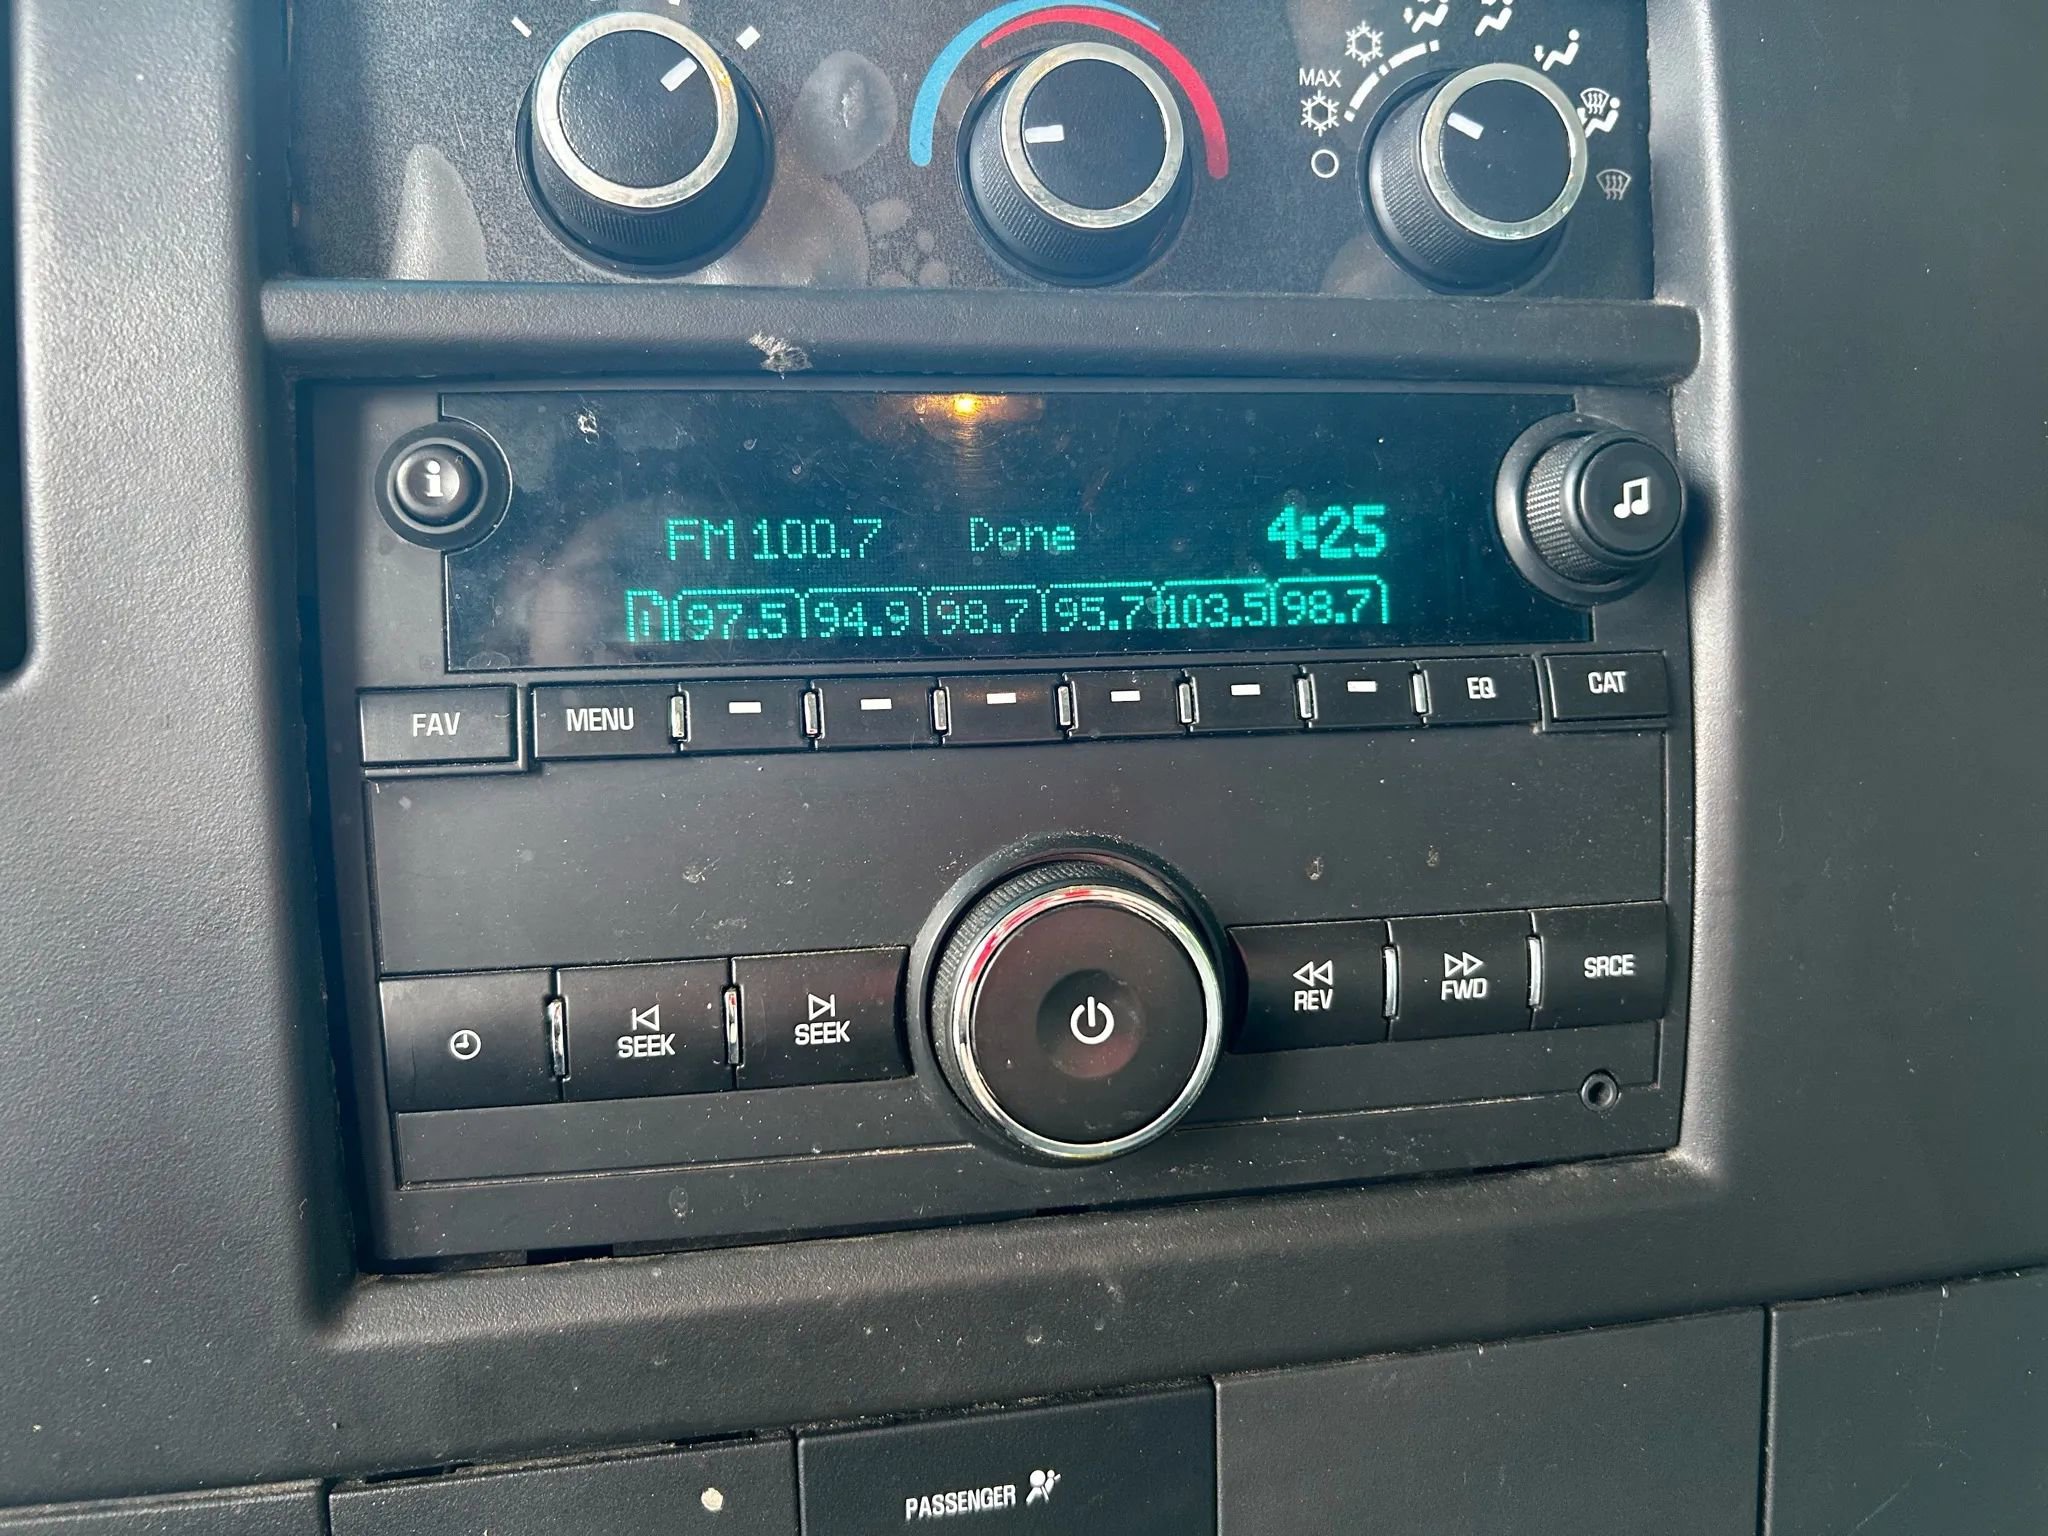 MAX
i
FM 100.7 Done 4:25
97.5 94.9 98.7 95.7 103.5 98.7
FAV MENU EQ CAT
SEEK SEEK REV FWD SRCE
PASSENGER